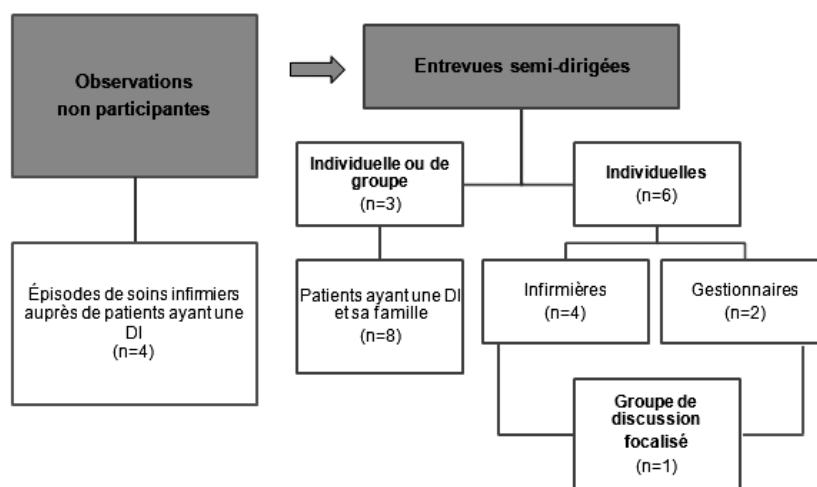 Observations
non participantes
Entrevues semi-dirigées
Individuelle ou de
groupe
(n=3)
Individuelles
(n=6)
Épisodes de soins infirmiers
auprès de patients ayant une
DI
(n=4)
Patients ayant une DI
et sa famille
(n=8)
Infirmières
(n=4)
Gestionnaires
(n=2)
Groupe de
discussion
focalisé
(n=1)